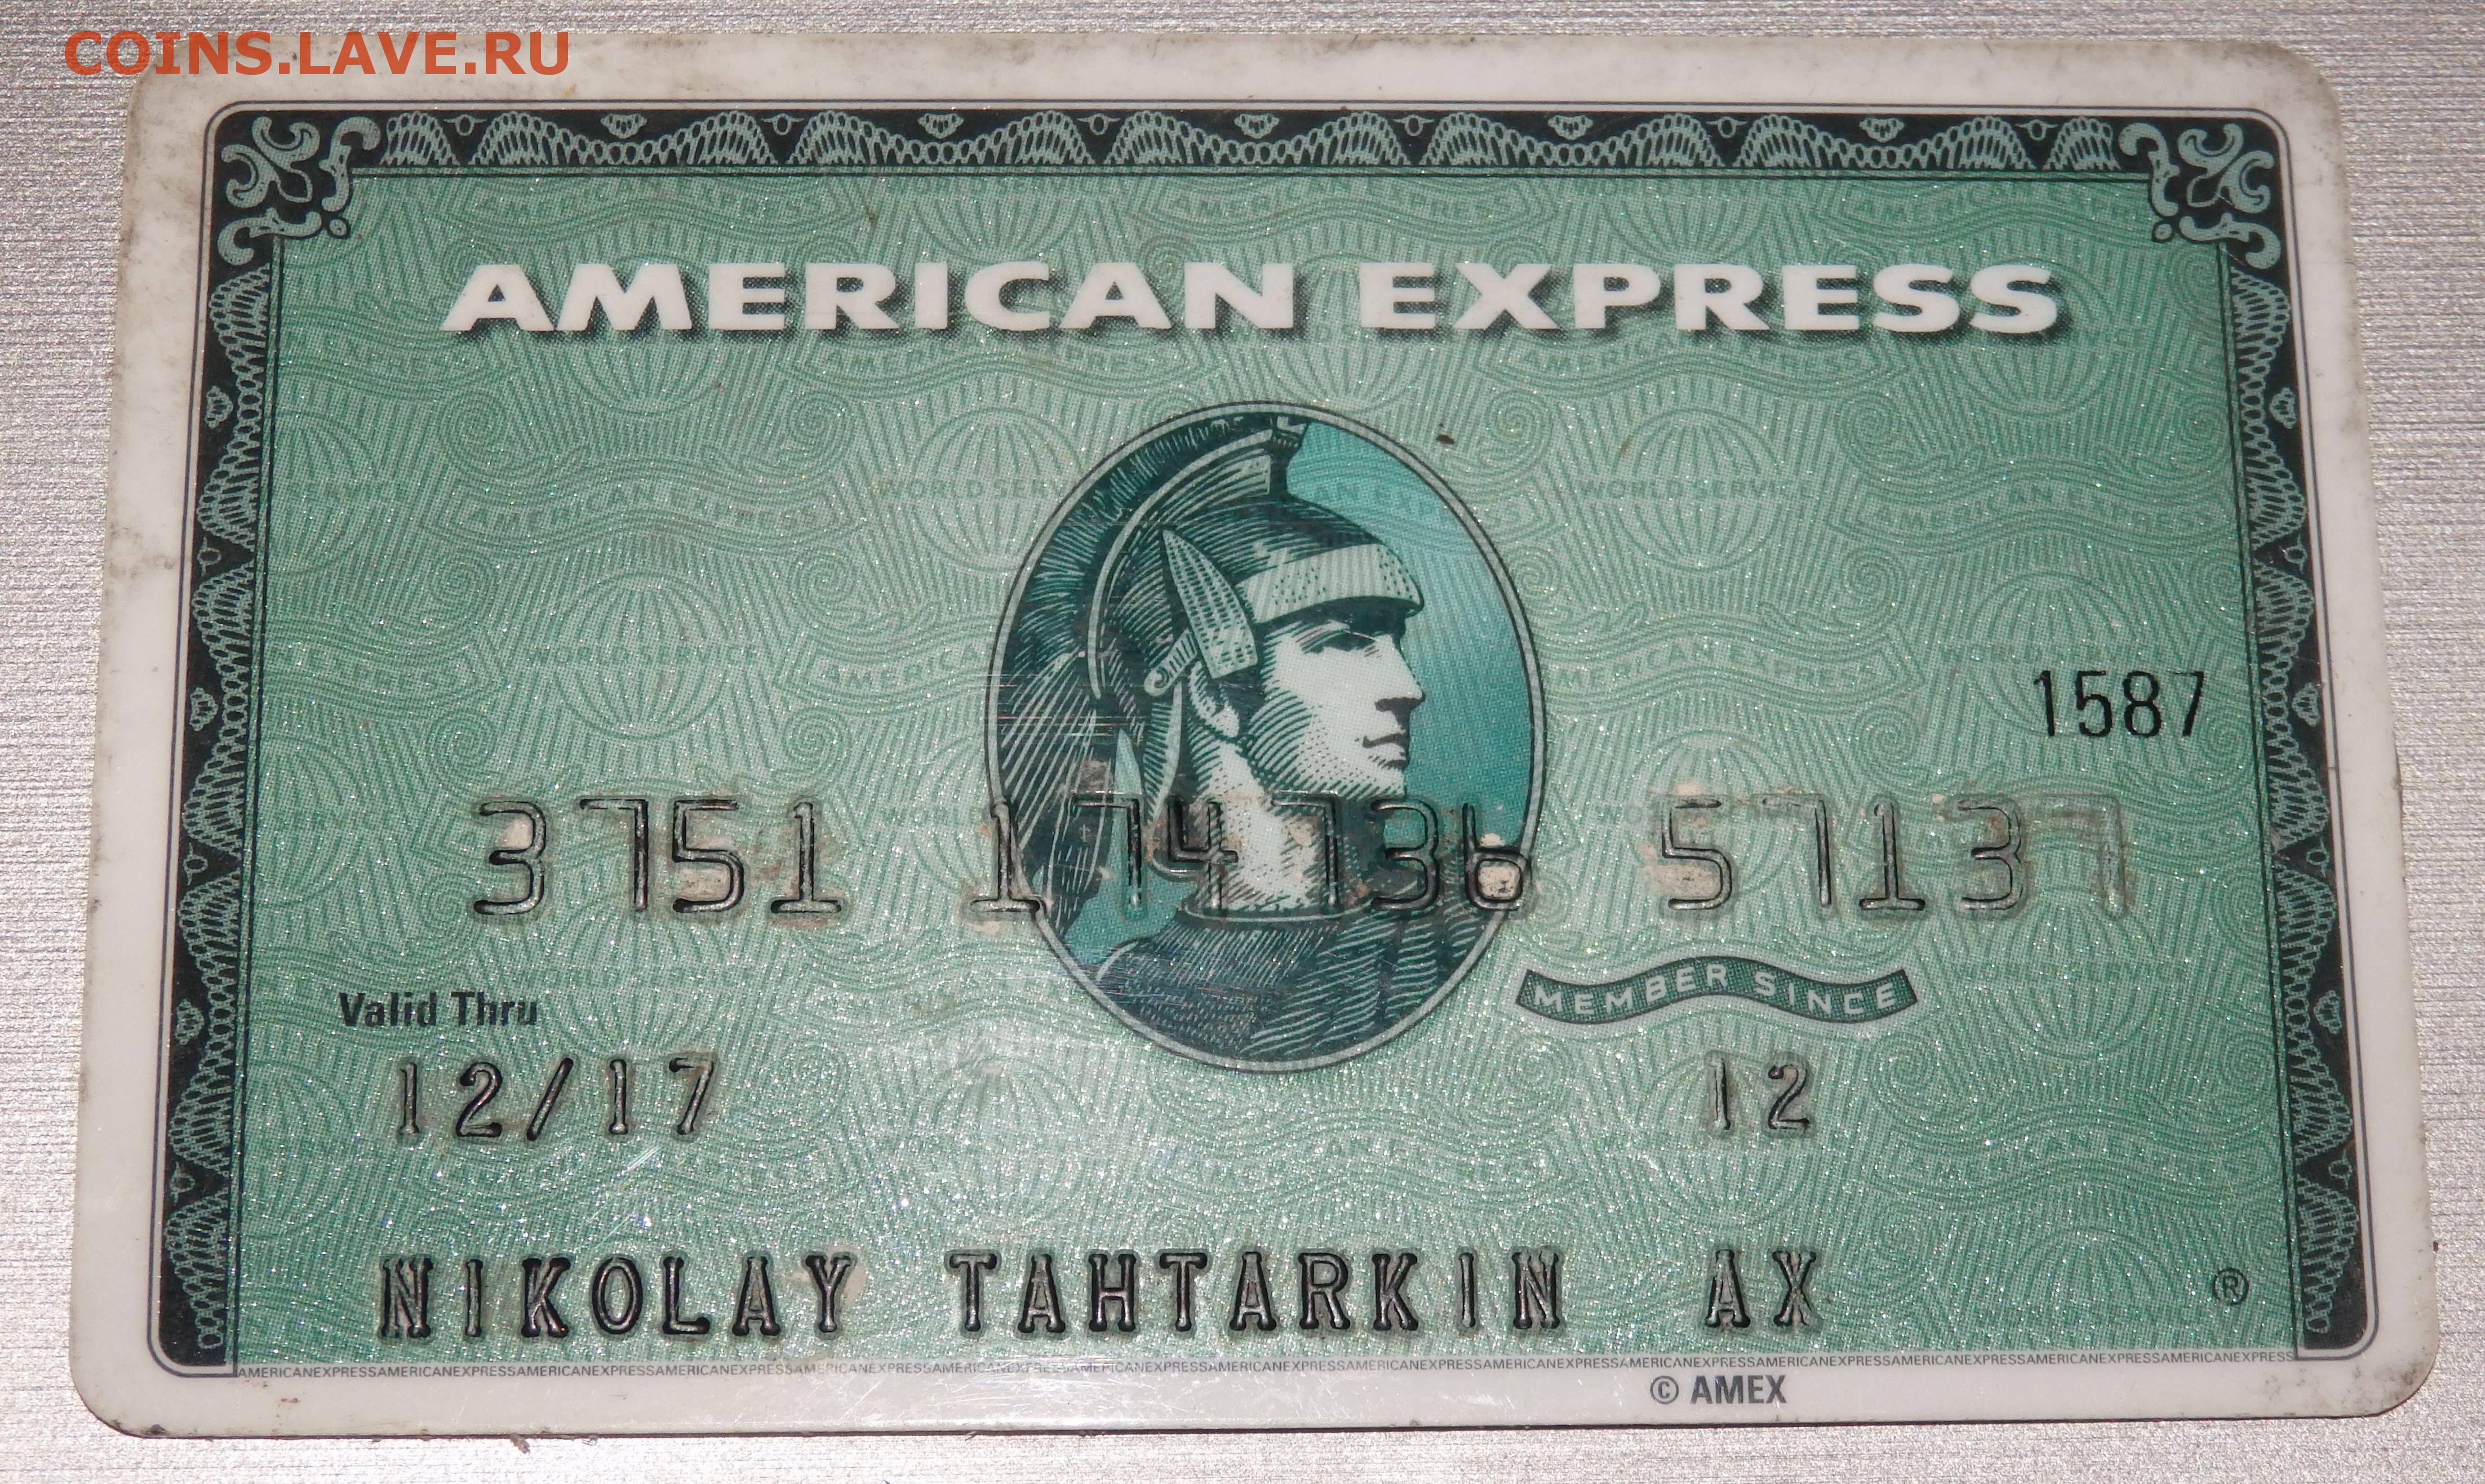 COINS.LAVE.RU
AMERICAN EXPRESS
1587
3751 174736 57137
Valid Thru
MEMBER SINCE
12/17
12
NIKOLAY TAHTARKIN AX
®
AMERICANEXPRESSAMERICANEXPRESSAMERICANEXPRESSAMERICANEXPRESSAMERICANEXPRESSAMERICANEXPRESSAMERICANEXPRESSAMERICANEXPRESSAMERICANEXPRESSAMERICANEXPRESSAMERICANEXPRESSAMERICANEXPRESSAMERICANEXPRESSAMERICANEXPRESSAMERICANEXPRESS
© AMEX